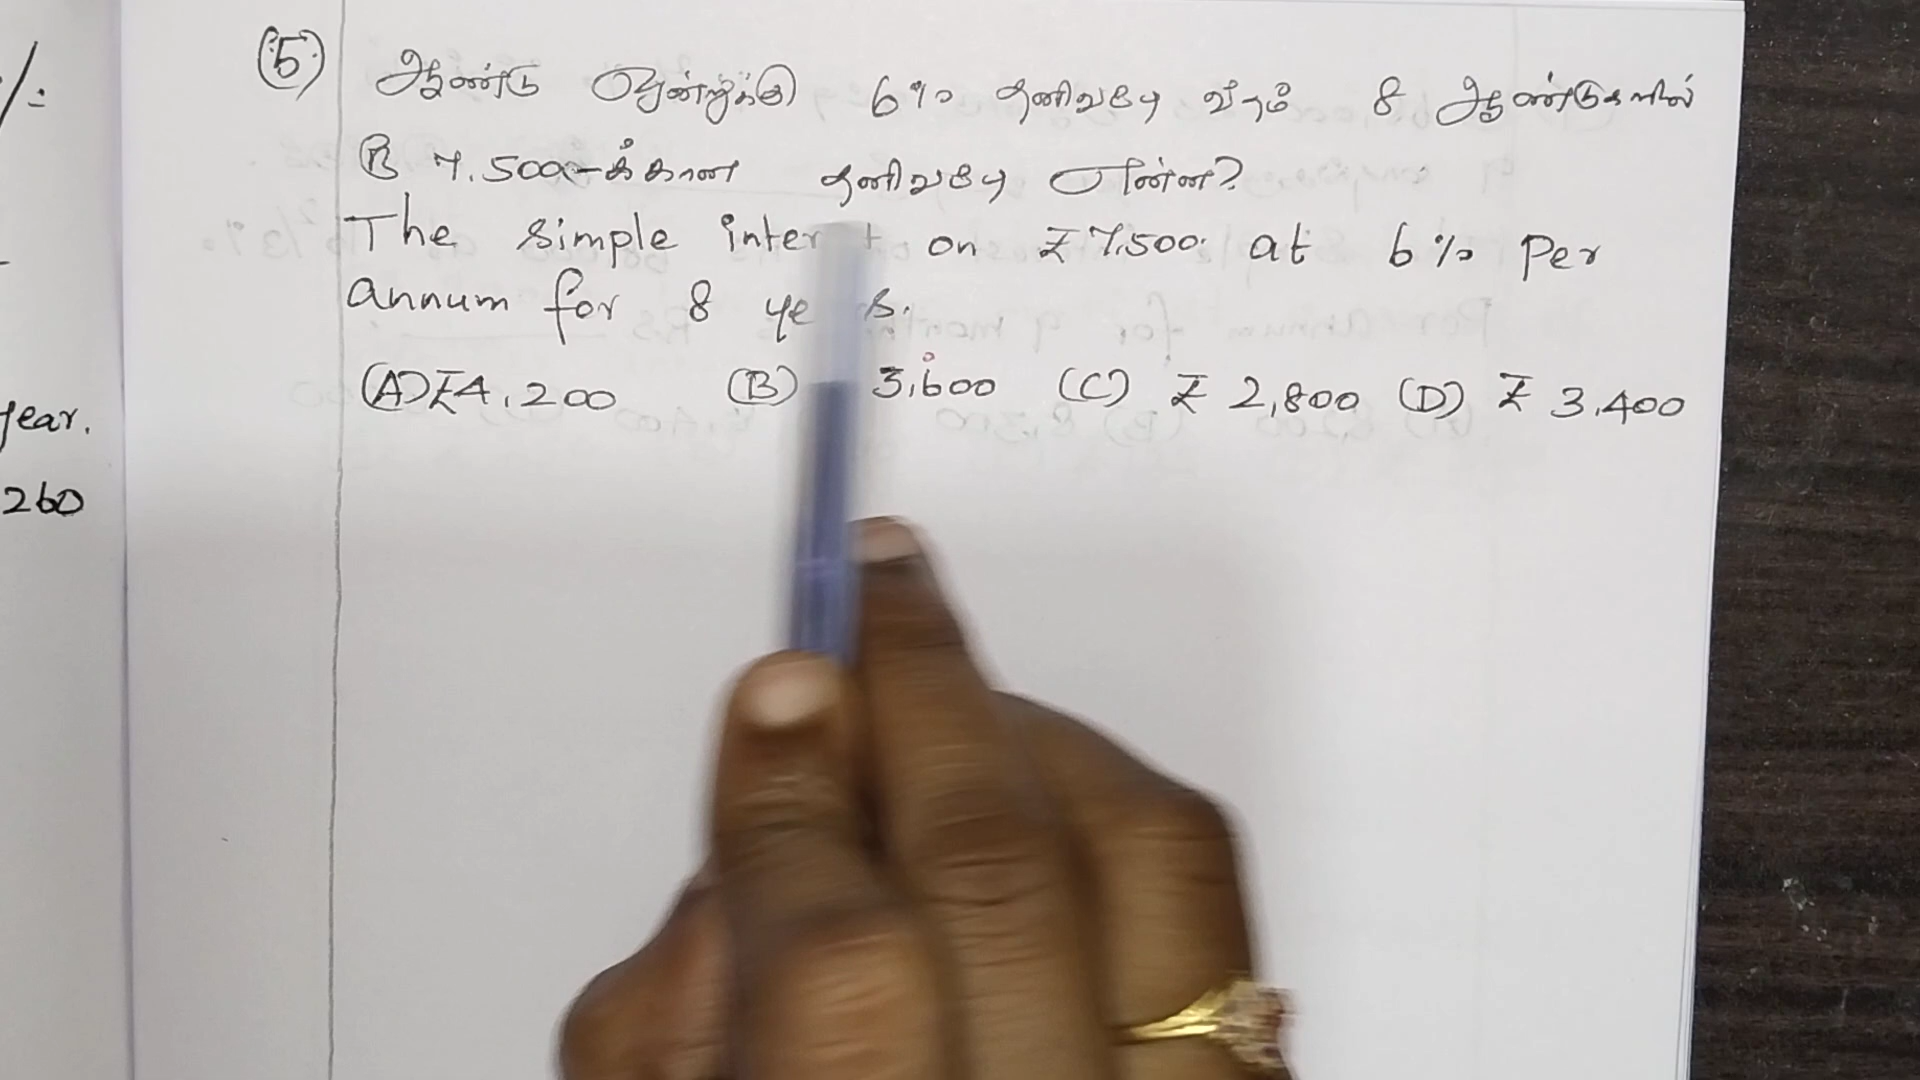 /-
year.
260
(5) ஆண்டு ஒன்றுக்கு 6% தனிவட்டி வீதம் 8 ஆண்டுகளில்
₹ 7,500-க்கான தனிவட்டி என்ன?
The simple on ₹ 7,500 at 6% Per
annum for 8
(A) ₹4,200 (B) 3,600 (C) ₹ 2,800 (D) ₹ 3,400